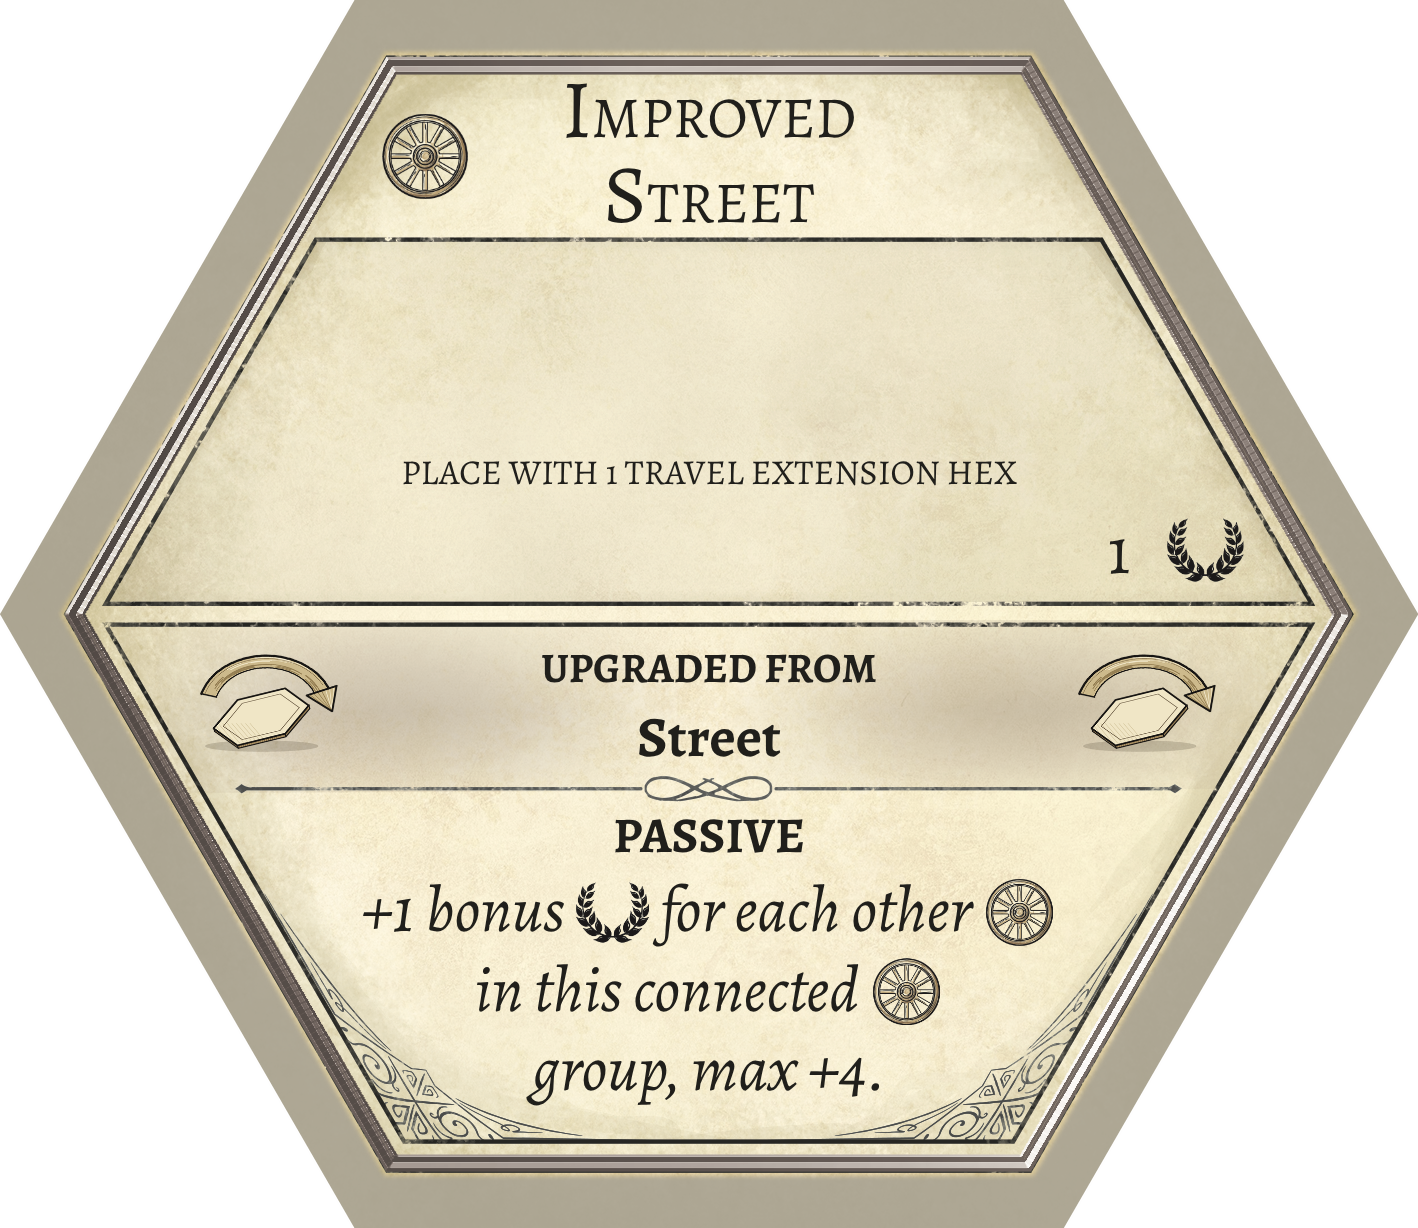 Improved
Street
PLACE WITH 1 TRAVEL EXTENSION HEX
1
UPGRADED FROM
Street
PASSIVE
+1 bonus for each other
in this connected
group, max +4.